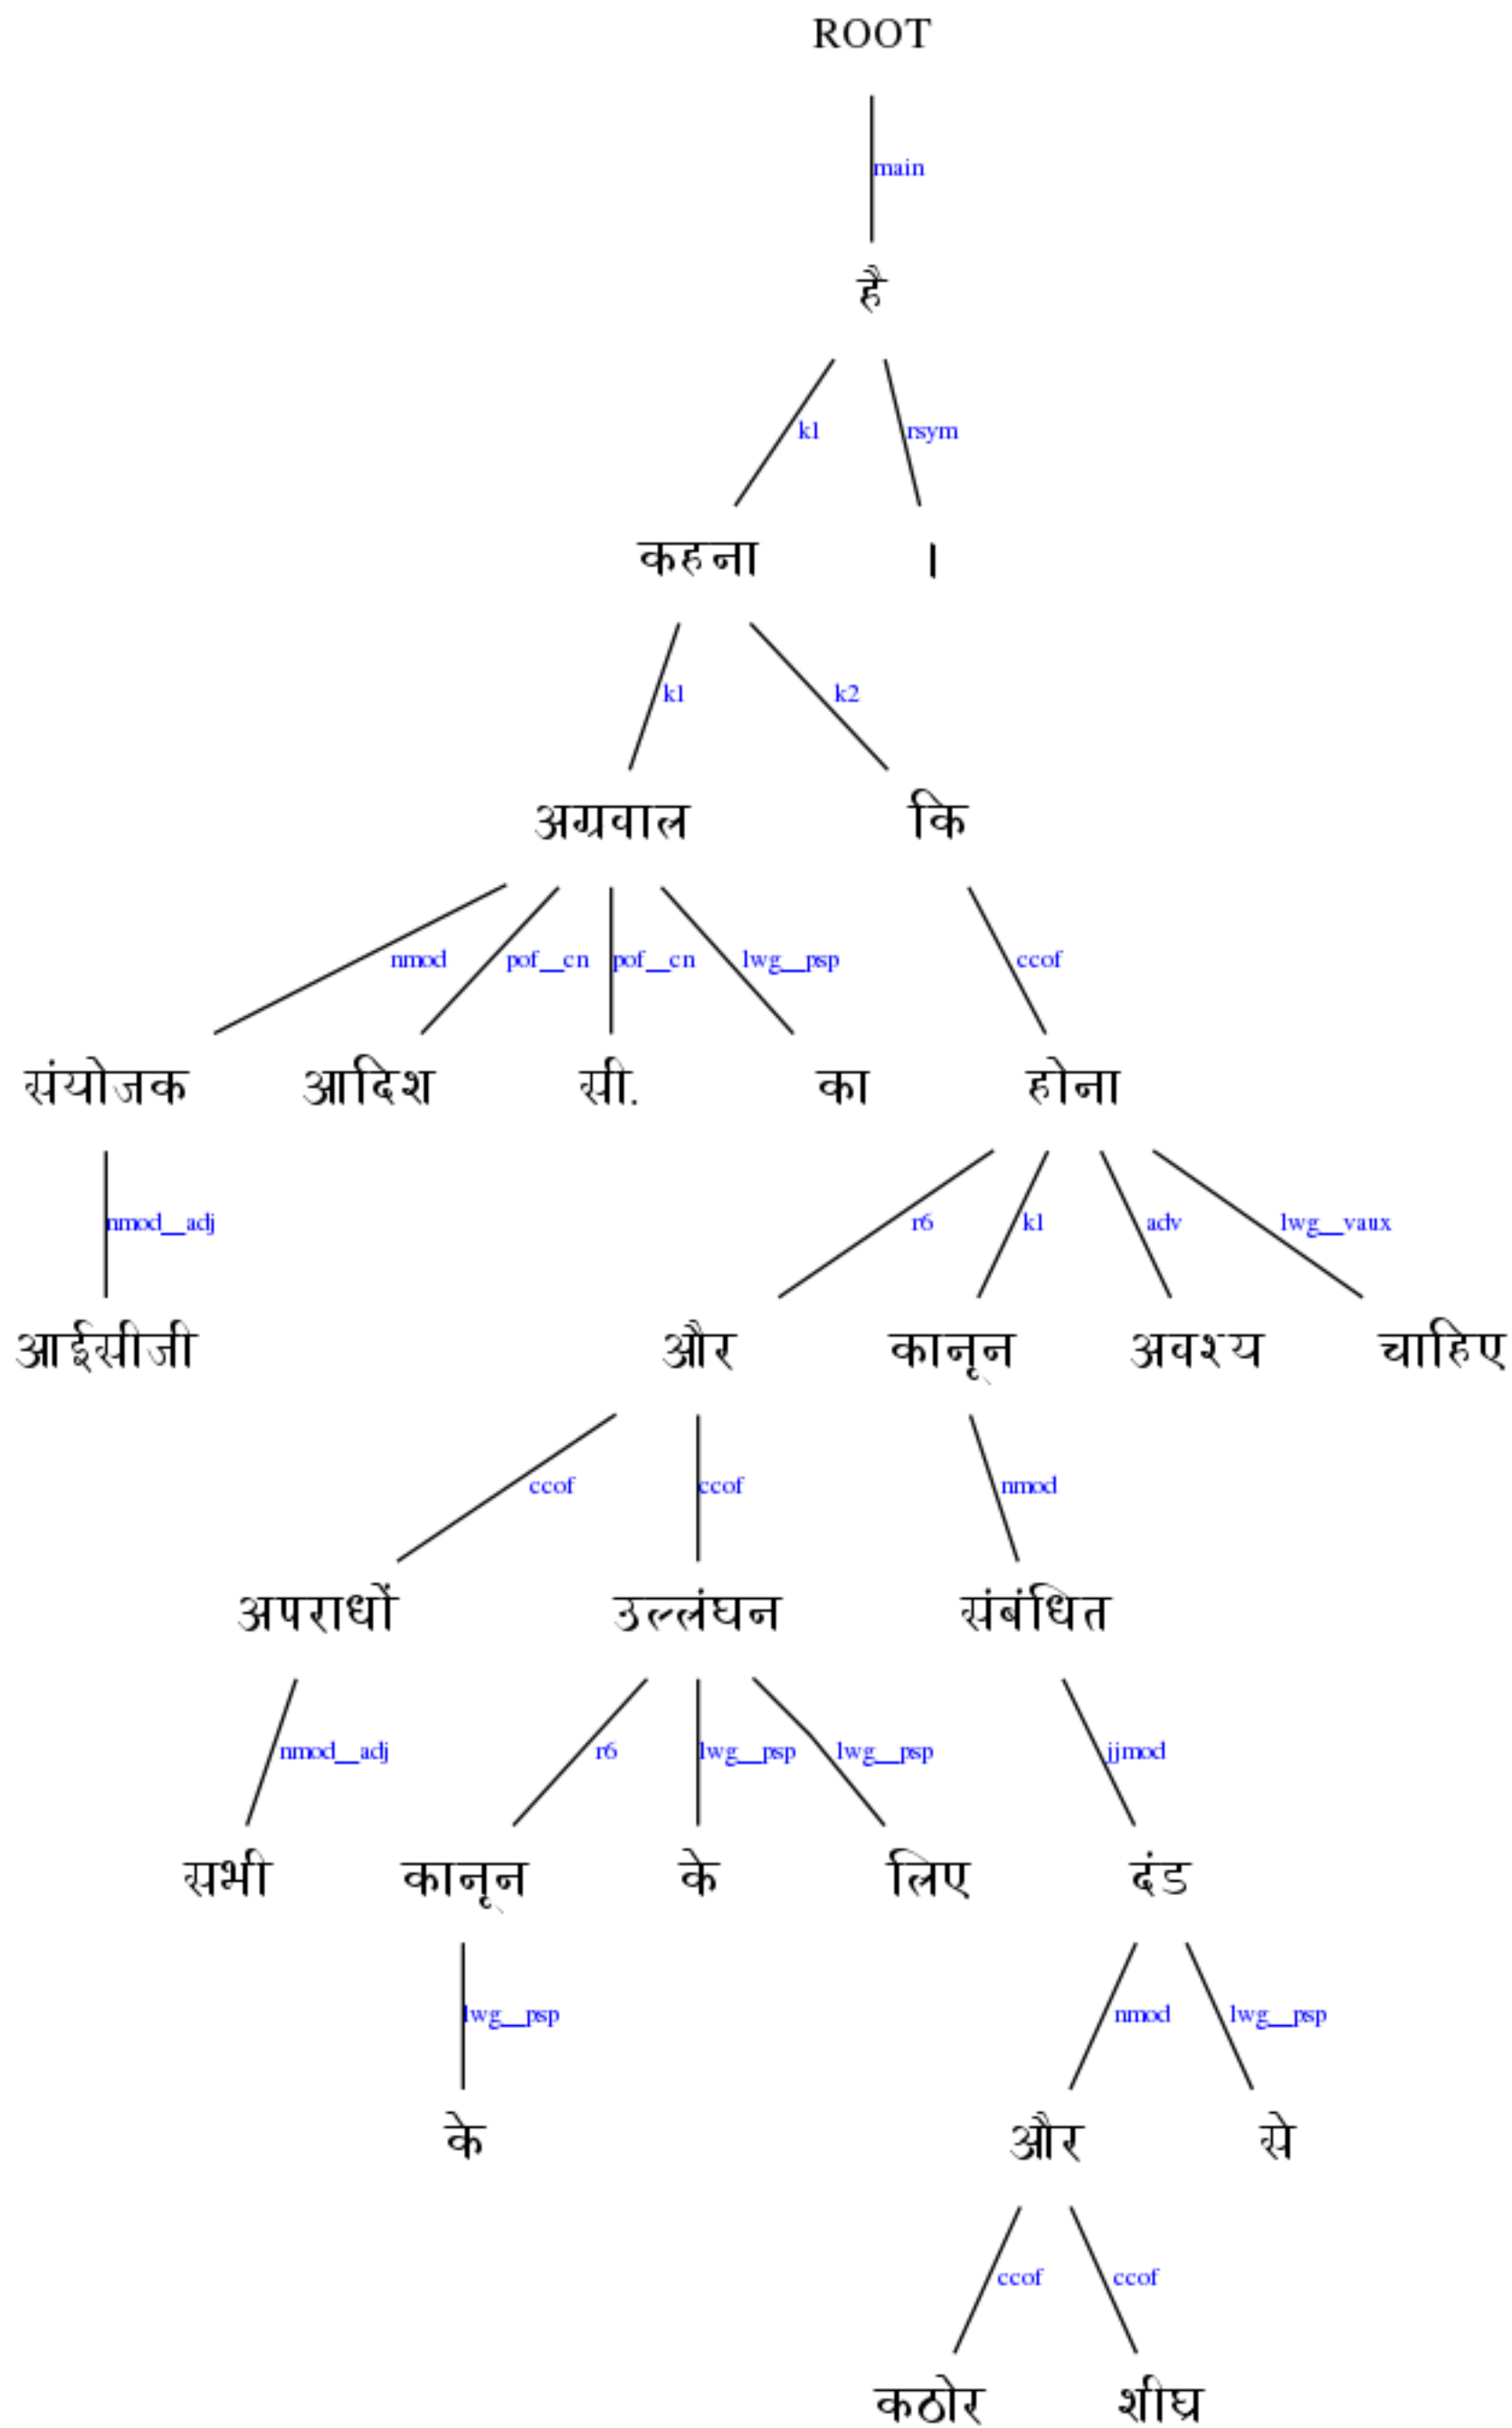 ROOT
main
है
k1 rsym
कहना ।
k1 k2
अग्रवाल कि
nmod pof__cn pof__cn lwg__psp ccof
संयोजक आदिश सी. का होना
nmod__adj r6 k1 adv lwg__vaux
आईसीजी और कानून अवश्य चाहिए
ccof ccof nmod
अपराधों उल्लंघन संबंधित
nmod__adj r6 lwg__psp lwg__psp jjmod
सभी कानून के लिए दंड
lwg__psp nmod lwg__psp
के और से
ccof ccof
कठोर शीघ्र